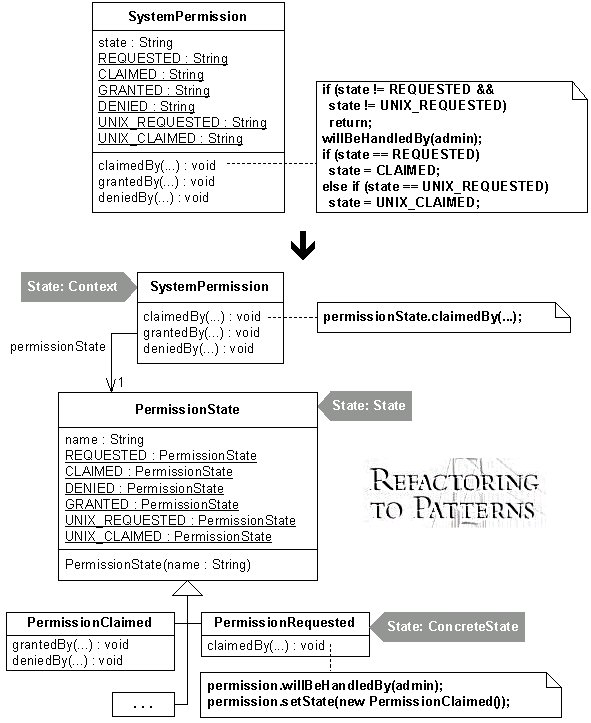 SystemPermission
state : String
REQUESTED : String
CLAIMED : String
GRANTED : String
DENIED : String
UNIX_REQUESTED : String
UNIX_CLAIMED : String
claimedBy(...) : void
grantedBy(...) : void
deniedBy(...) : void
if (state != REQUESTED &&
state != UNIX_REQUESTED)
return;
willBeHandledBy(admin);
if (state == REQUESTED)
state = CLAIMED;
else if (state == UNIX_REQUESTED)
state = UNIX_CLAIMED;
State: Context
SystemPermission
claimedBy(...) : void
grantedBy(...) : void
deniedBy(...) : void
permissionState.claimedBy(...);
permissionState
1
PermissionState
State: State
name : String
REQUESTED : PermissionState
CLAIMED : PermissionState
DENIED : PermissionState
GRANTED : PermissionState
UNIX_REQUESTED : PermissionState
UNIX_CLAIMED : PermissionState
PermissionState(name : String)
REFACTORING
TO PATTERNS
PermissionClaimed
grantedBy(...) : void
deniedBy(...) : void
PermissionRequested
claimedBy(...) : void
State: ConcreteState
. . .
permission.willBeHandledBy(admin);
permission.setState(new PermissionClaimed());